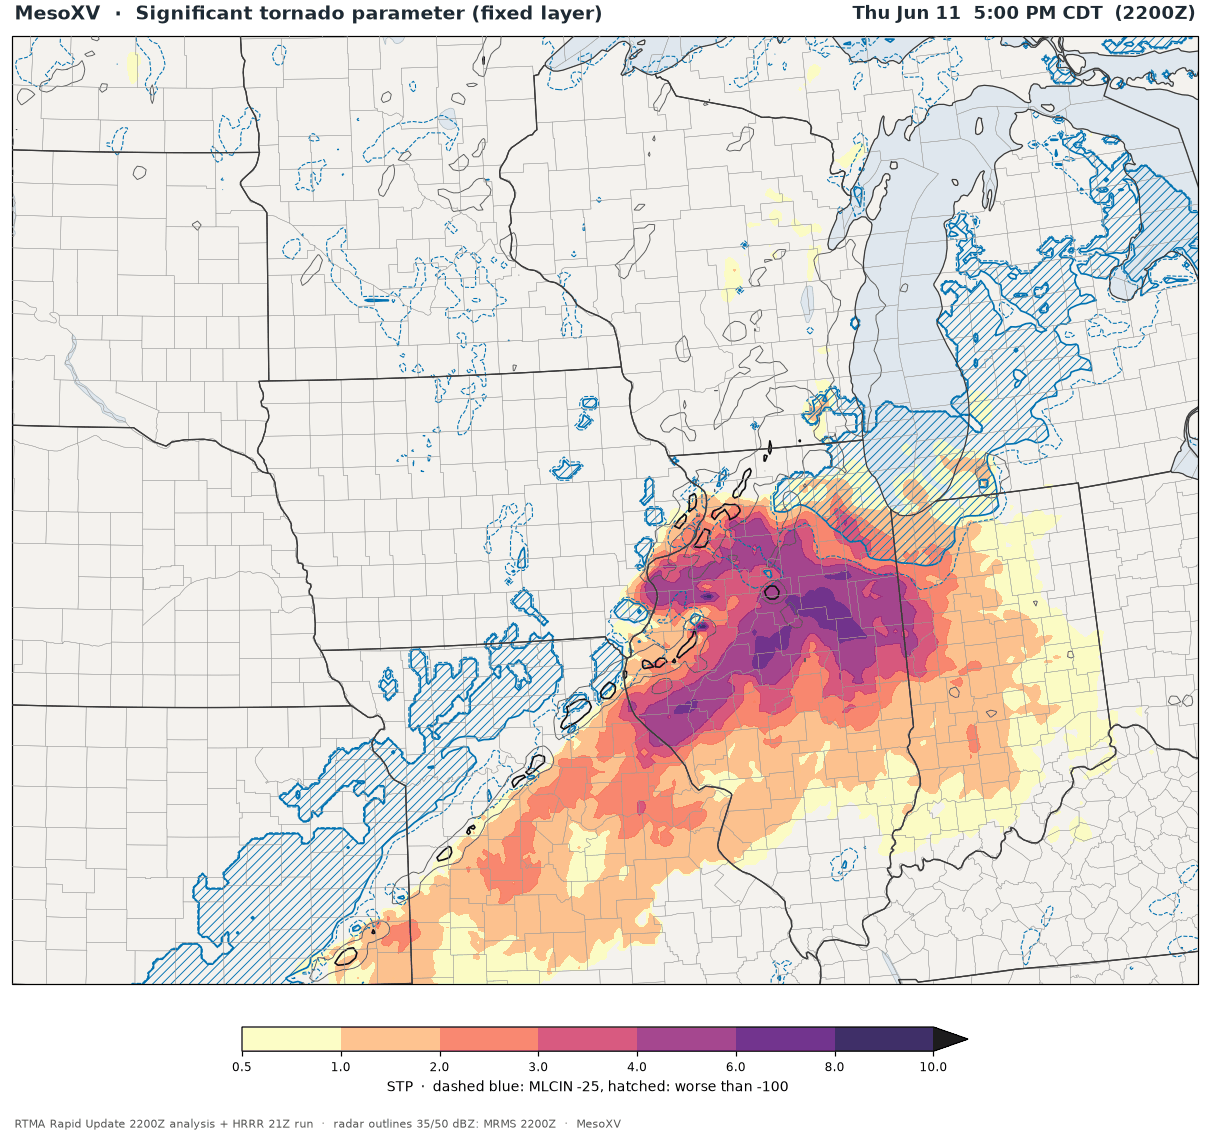 MesoXV · Significant tornado parameter (fixed layer)
Thu Jun 11 5:00 PM CDT (2200Z)
0.5 1.0 2.0 3.0 4.0 6.0 8.0 10.0
STP · dashed blue: MLCIN -25, hatched: worse than -100
RTMA Rapid Update 2200Z analysis + HRRR 21Z run · radar outlines 35/50 dBZ: MRMS 2200Z · MesoXV